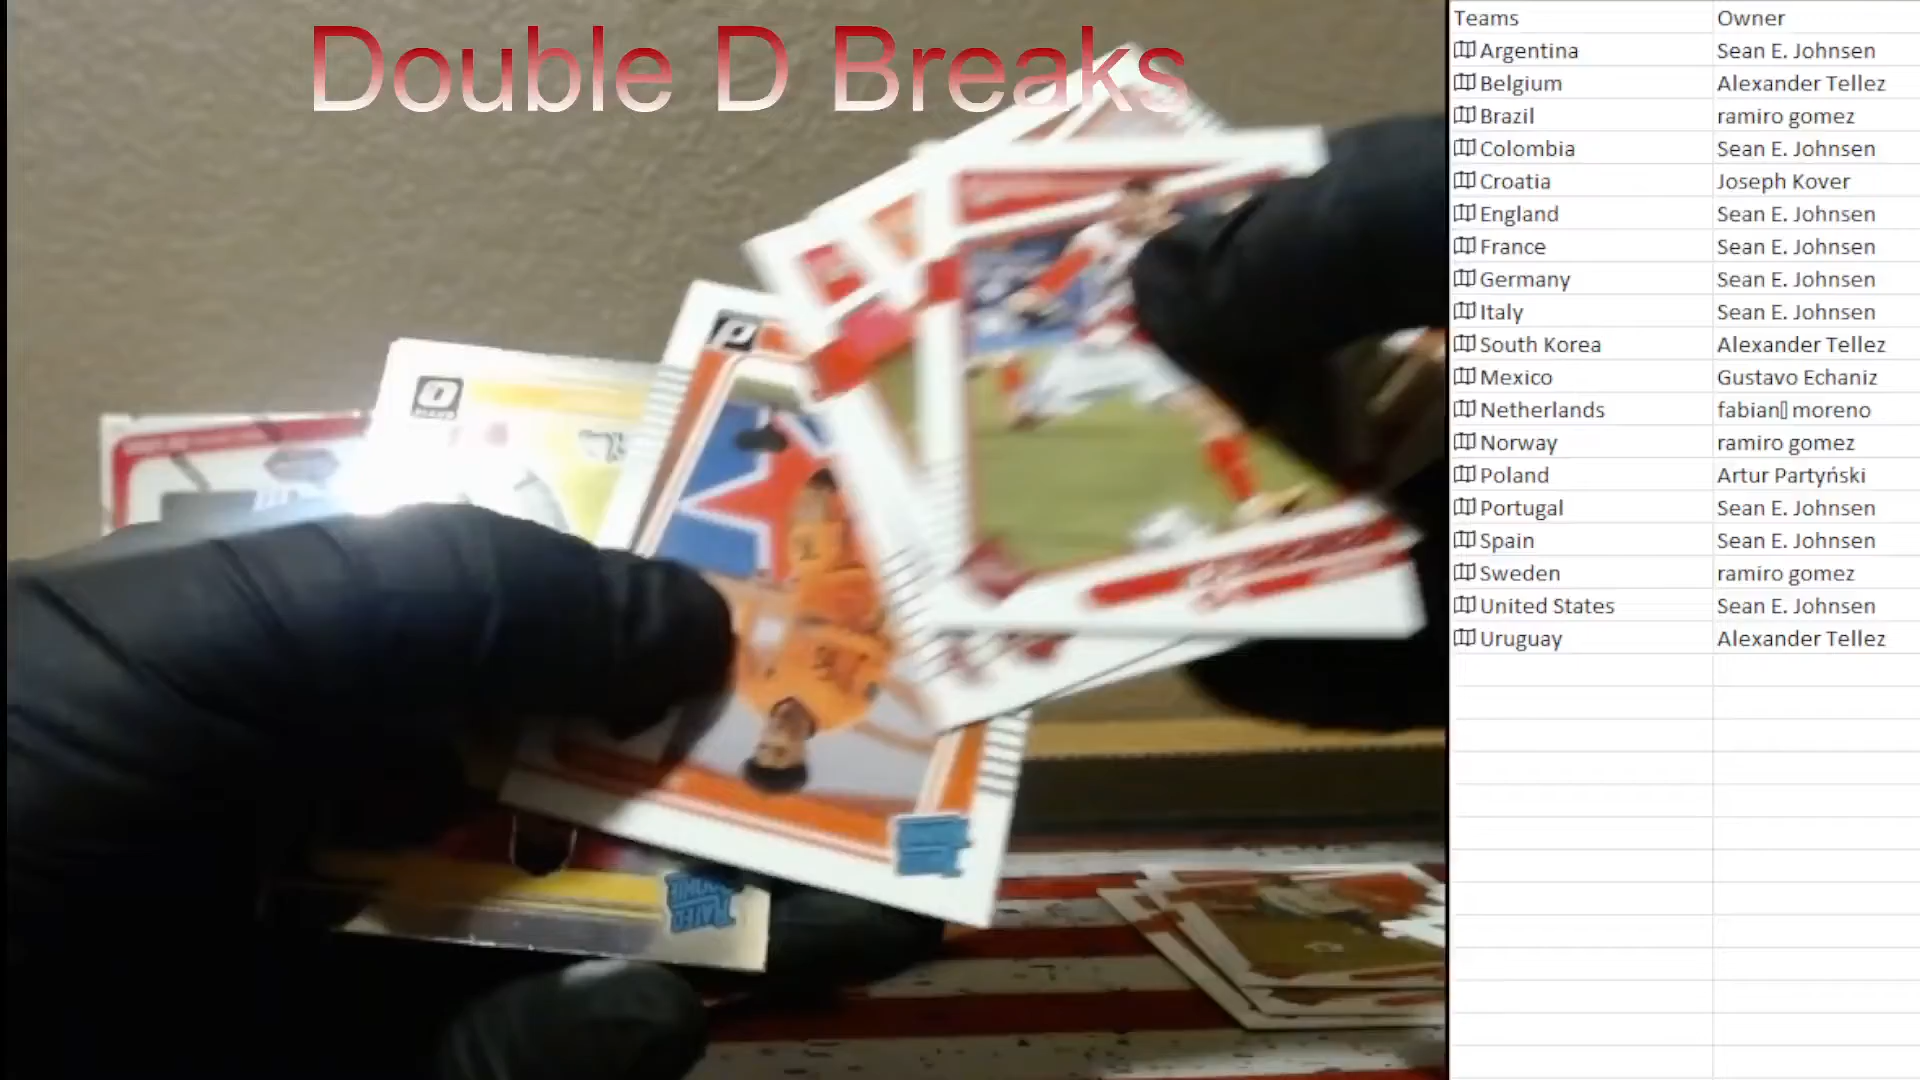 Double D Breaks
Teams Owner
Argentina Sean E. Johnsen
Belgium Alexander Tellez
Brazil ramiro gomez
Colombia Sean E. Johnsen
Croatia Joseph Kover
England Sean E. Johnsen
France Sean E. Johnsen
Germany Sean E. Johnsen
Italy Sean E. Johnsen
South Korea Alexander Tellez
Mexico Gustavo Echaniz
Netherlands fabian▯ moreno
Norway ramiro gomez
Poland Artur Partyński
Portugal Sean E. Johnsen
Spain Sean E. Johnsen
Sweden ramiro gomez
United States Sean E. Johnsen
Uruguay Alexander Tellez
RATED
ROOKIE